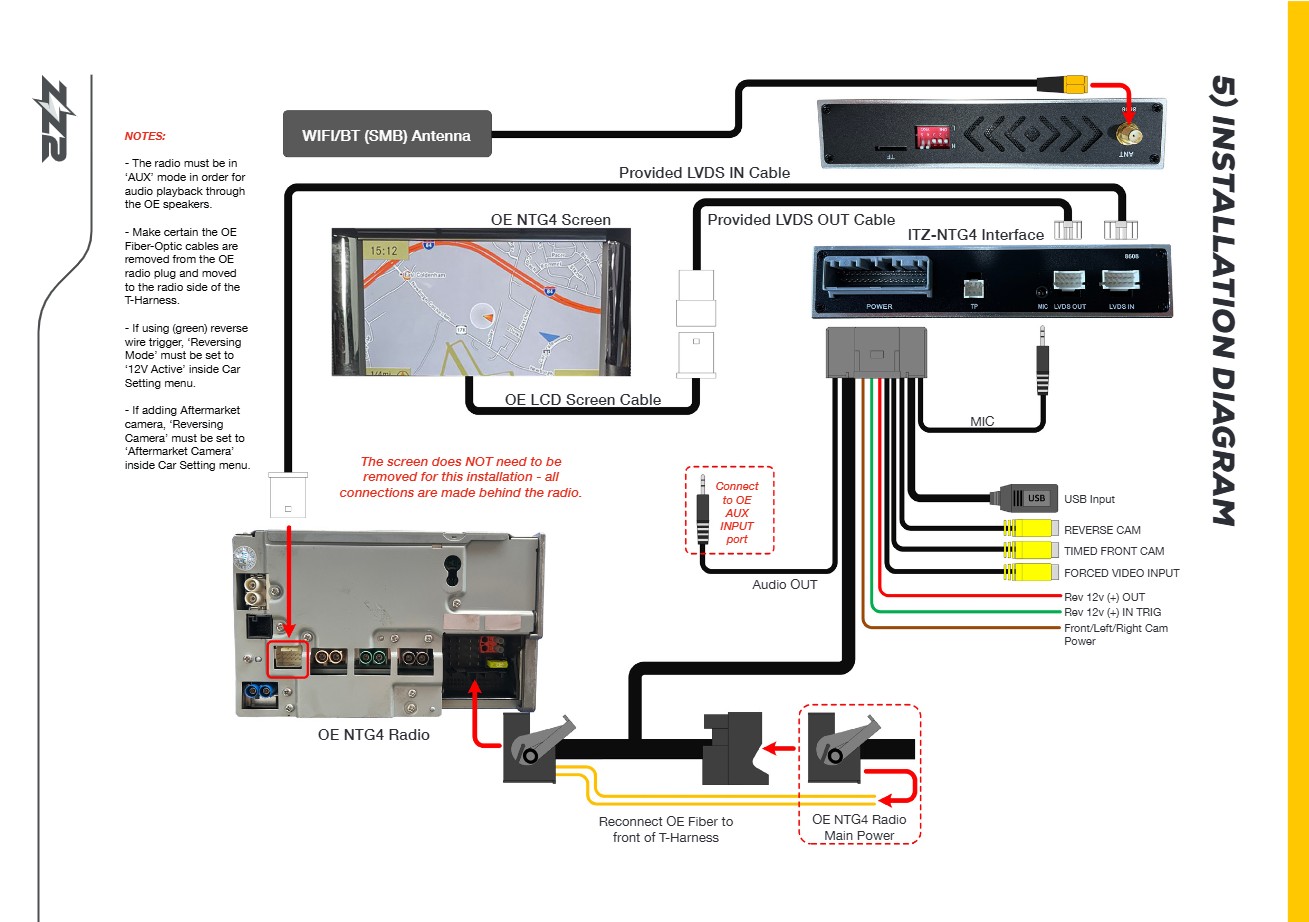 5) INSTALLATION DIAGRAM
ZZ2
NOTES:
- The radio must be in
‘AUX’ mode in order for
audio playback through
the OE speakers.
- Make certain the OE
Fiber-Optic cables are
removed from the OE
radio plug and moved
to the radio side of the
T-Harness.
- If using (green) reverse
wire trigger, ‘Reversing
Mode’ must be set to
‘12V Active’ inside Car
Setting menu.
- If adding Aftermarket
camera, ‘Reversing
Camera’ must be set to
‘Aftermarket Camera’
inside Car Setting menu.
WIFI/BT (SMB) Antenna
8608
TF
ANT
Provided LVDS IN Cable
OE NTG4 Screen
Provided LVDS OUT Cable
ITZ-NTG4 Interface
15:12
8608
POWER
TP
MIC
LVDS OUT
LVDS IN
OE LCD Screen Cable
MIC
The screen does NOT need to be
removed for this installation - all
connections are made behind the radio.
Connect
to OE
AUX
INPUT
port
USB
USB Input
REVERSE CAM
TIMED FRONT CAM
FORCED VIDEO INPUT
Audio OUT
Rev 12v (+) OUT
Rev 12v (+) IN TRIG
Front/Left/Right Cam
Power
OE NTG4 Radio
Reconnect OE Fiber to
front of T-Harness
OE NTG4 Radio
Main Power